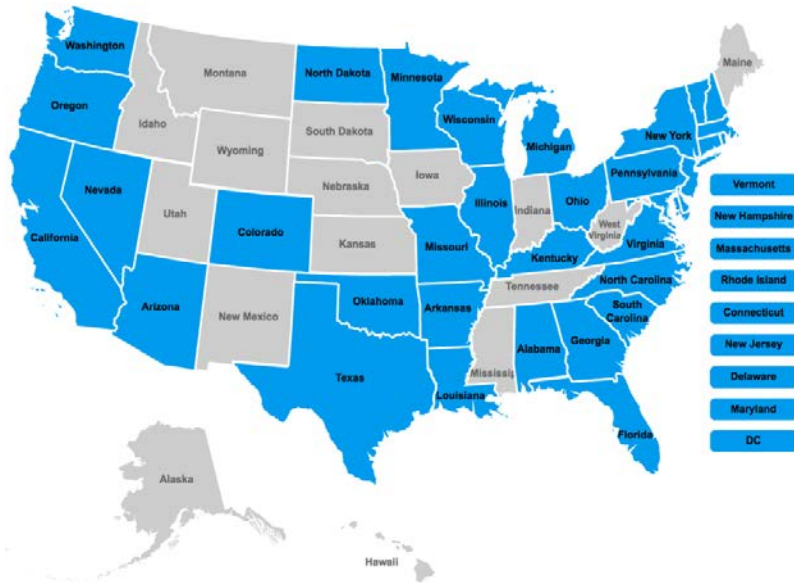 Washington
Montana
North Dakota
Minnesota
Maine
Oregon
Idaho
South Dakota
Wisconsin
Michigan
New York
Wyoming
Nebraska
Iowa
Pennsylvania
Nevada
Utah
Colorado
Kansas
Missouri
Illinois
Indiana
Ohio
West
Virginia
Virginia
California
Kentucky
Arizona
New Mexico
Oklahoma
Arkansas
Tennessee
North Carolina
South
Carolina
Texas
Louisiana
Mississip
Alabama
Georgia
Florida
Alaska
Hawaii
Vermont
New Hampshire
Massachusetts
Rhode island
Connecticut
New Jersey
Delaware
Maryland
DC